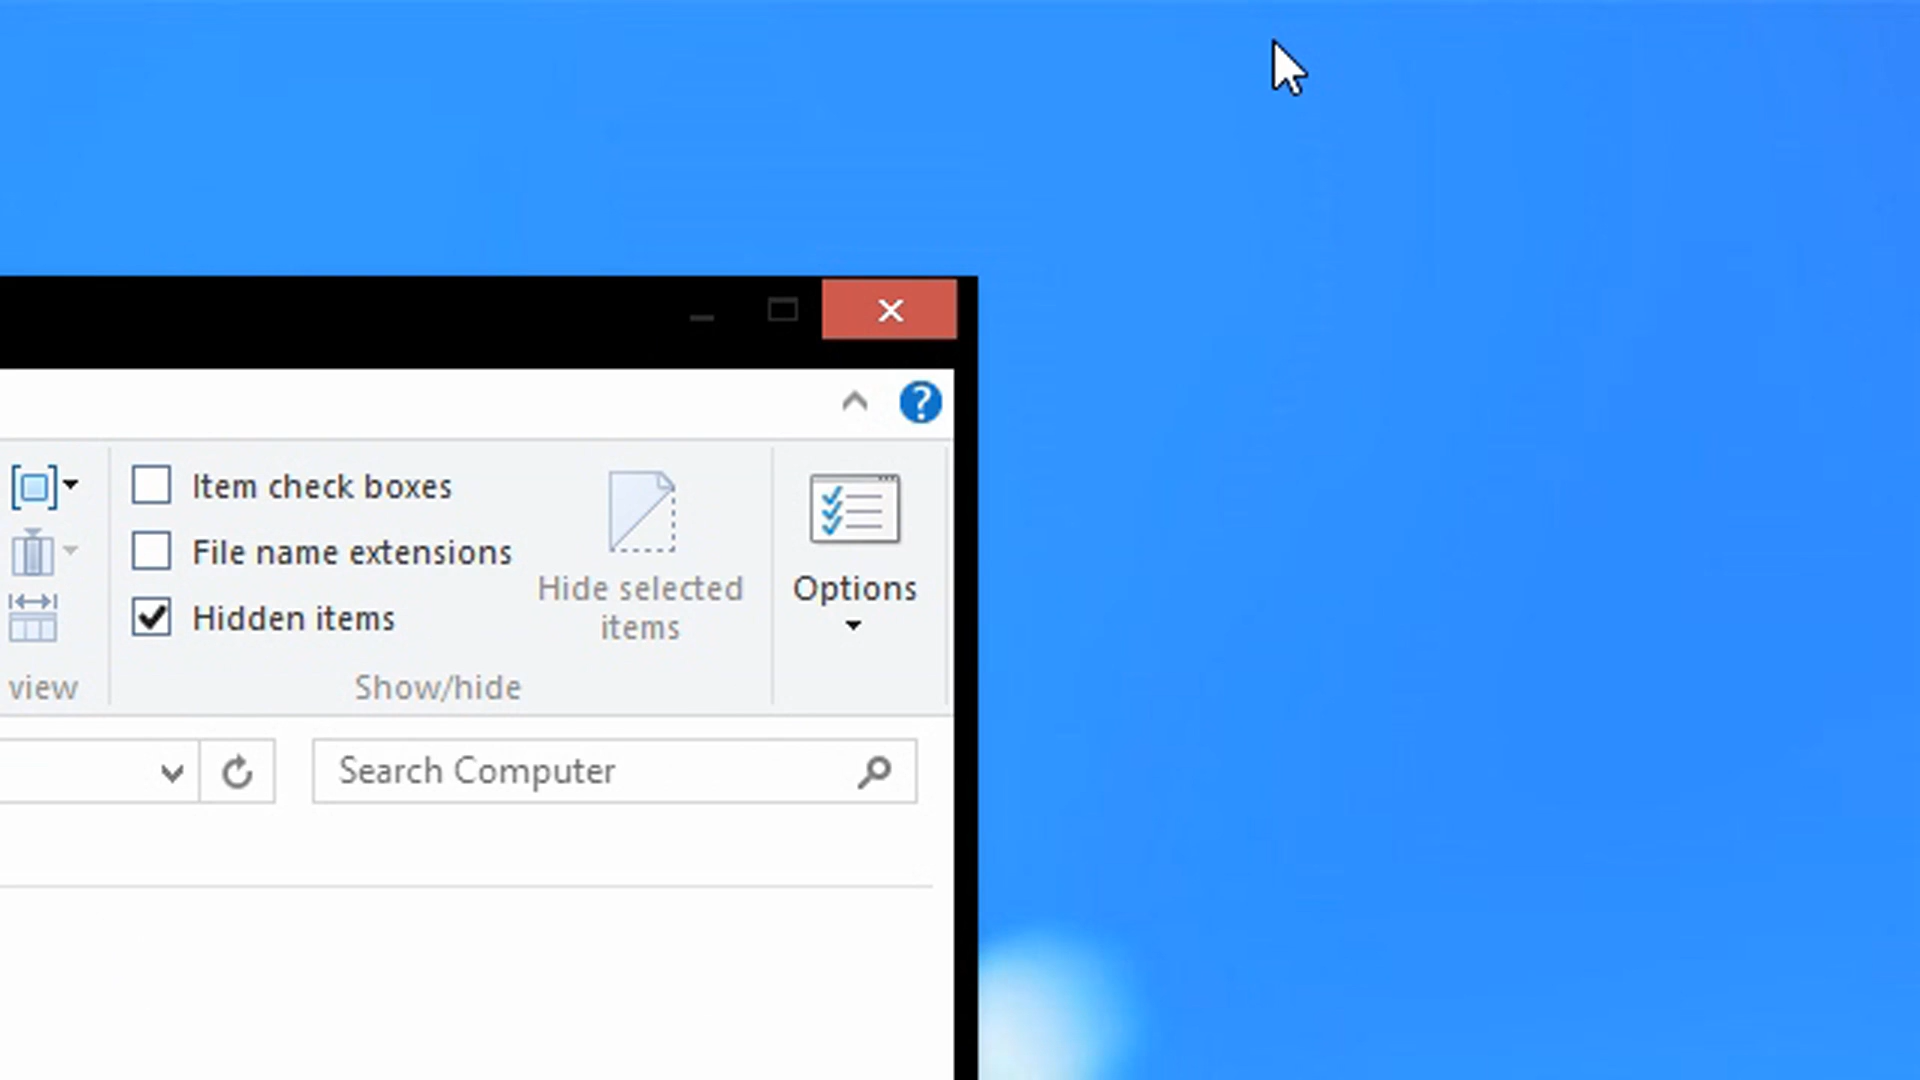 Item check boxes
File name extensions
Hidden items
Hide selected
items
Options
view
Show/hide
Search Computer